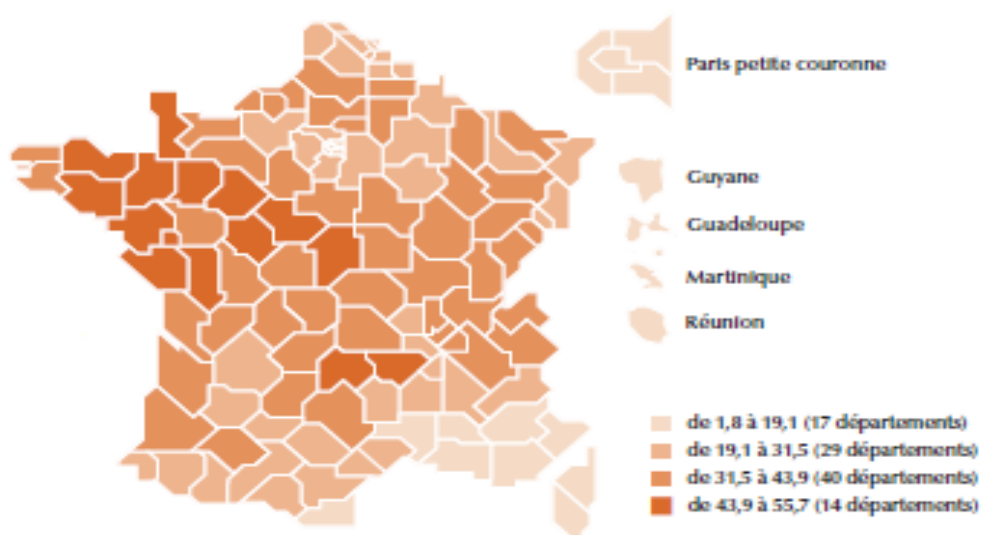 Paris petite couronne
Guyane
Guadeloupe
Martinique
Réunion
de 1,8 à 19,1 (17 départements)
de 19,1 à 31,5 (29 départements)
de 31,5 à 43,9 (40 départements)
de 43,9 à 55,7 (14 départements)